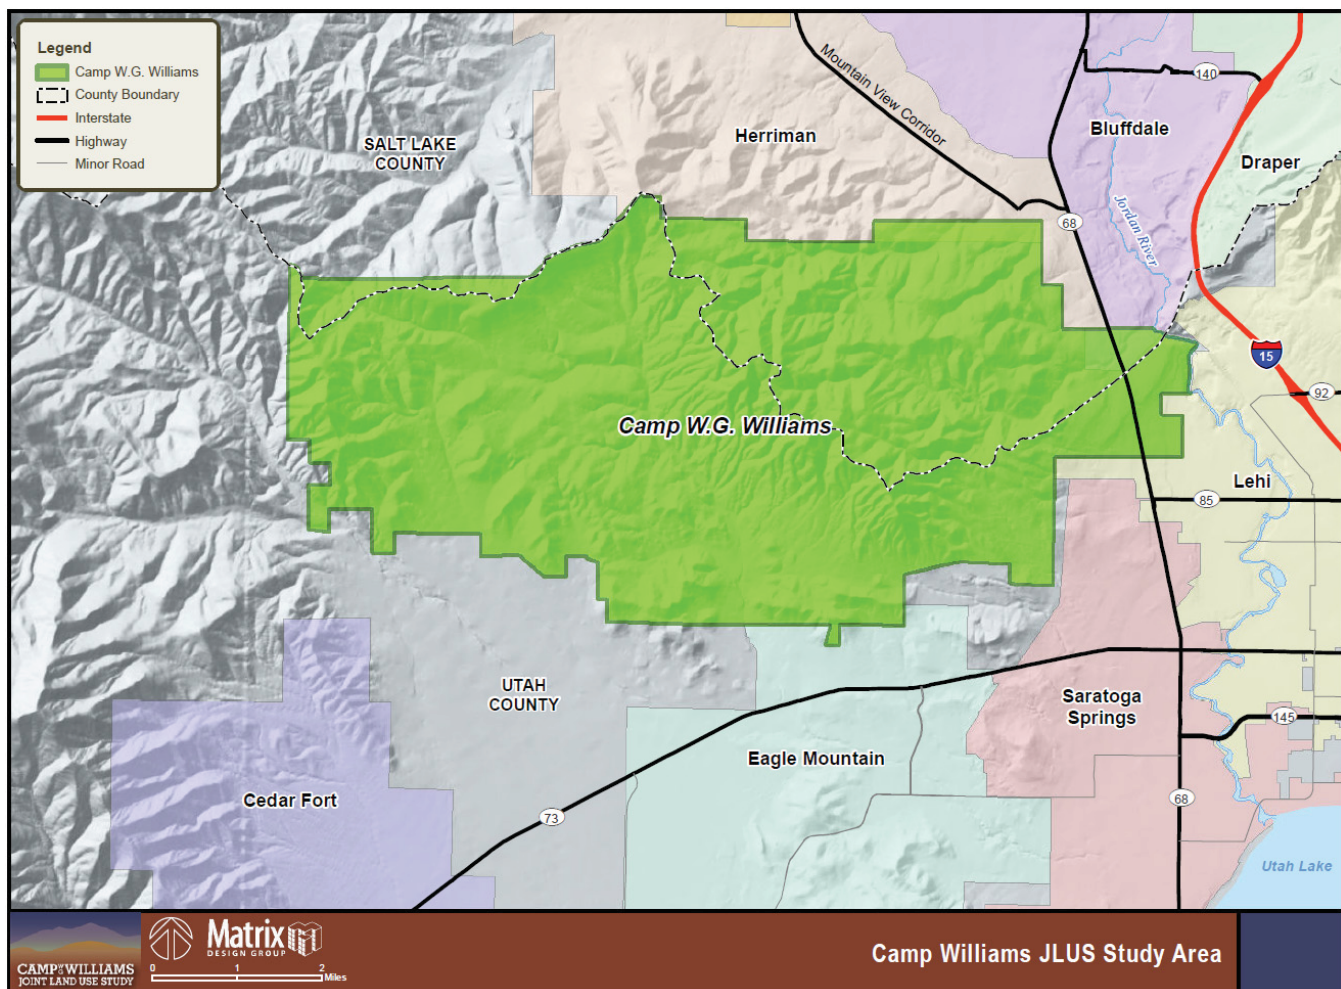 Legend
Camp W.G. Williams
County Boundary
Interstate
Highway
Minor Road
SALT LAKE
COUNTY
Herriman
Mountain View Corridor
140
Bluffdale
Draper
68
Jordan River
15
92
Camp W.G. Williams
Lehi
85
UTAH
COUNTY
Saratoga
Springs
145
Eagle Mountain
Cedar Fort
73
68
Utah Lake
CAMP W.G. WILLIAMS
JOINT LAND USE STUDY
Matrix
DESIGN GROUP
0 1 2
Miles
Camp Williams JLUS Study Area